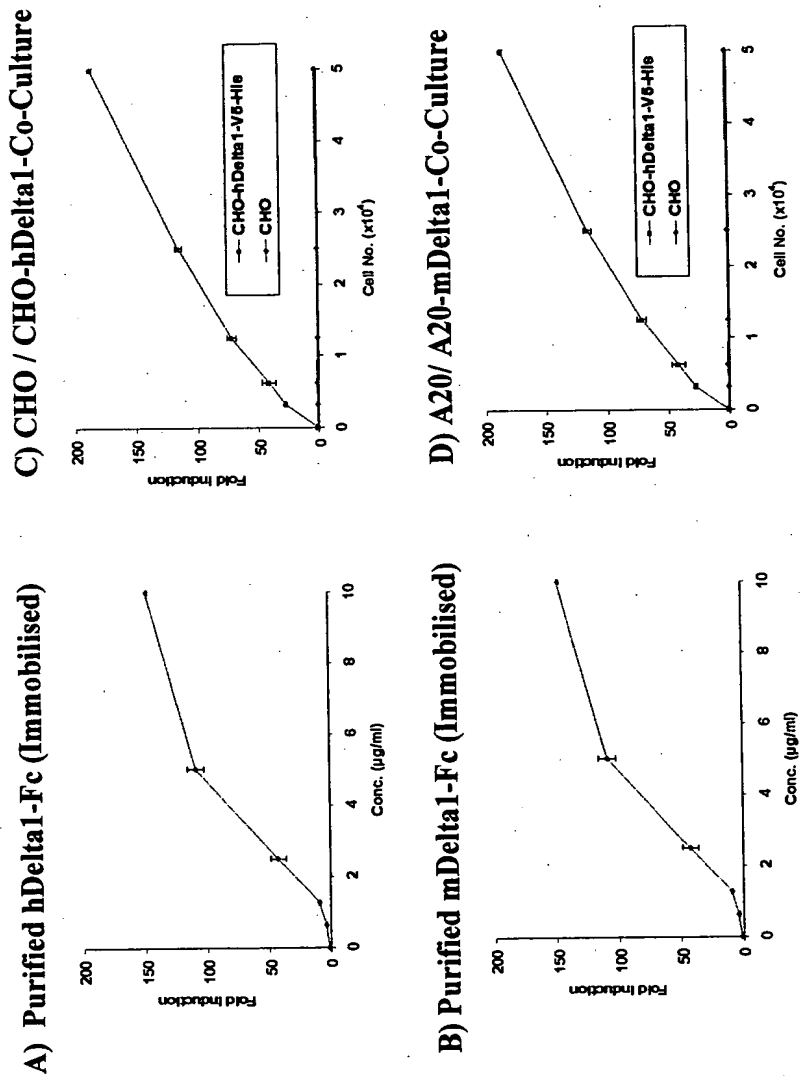 A) Purified hDelta1-Fc (Immobilised)
200
150
100
50
0
Fold Induction
0
2
4
6
8
10
Conc. (µg/ml)
B) Purified mDelta1-Fc (Immobilised)
200
150
100
50
0
Fold Induction
0
2
4
6
8
10
Conc. (µg/ml)
C) CHO / CHO-hDelta1-Co-Culture
200
150
100
50
0
Fold Induction
CHO-hDelta1-V5-His
CHO
0
1
2
3
4
5
Cell No. (x10⁴)
D) A20/ A20-mDelta1-Co-Culture
200
150
100
50
0
Fold Induction
CHO-hDelta1-V5-His
CHO
0
1
2
3
4
5
Cell No. (x10⁴)